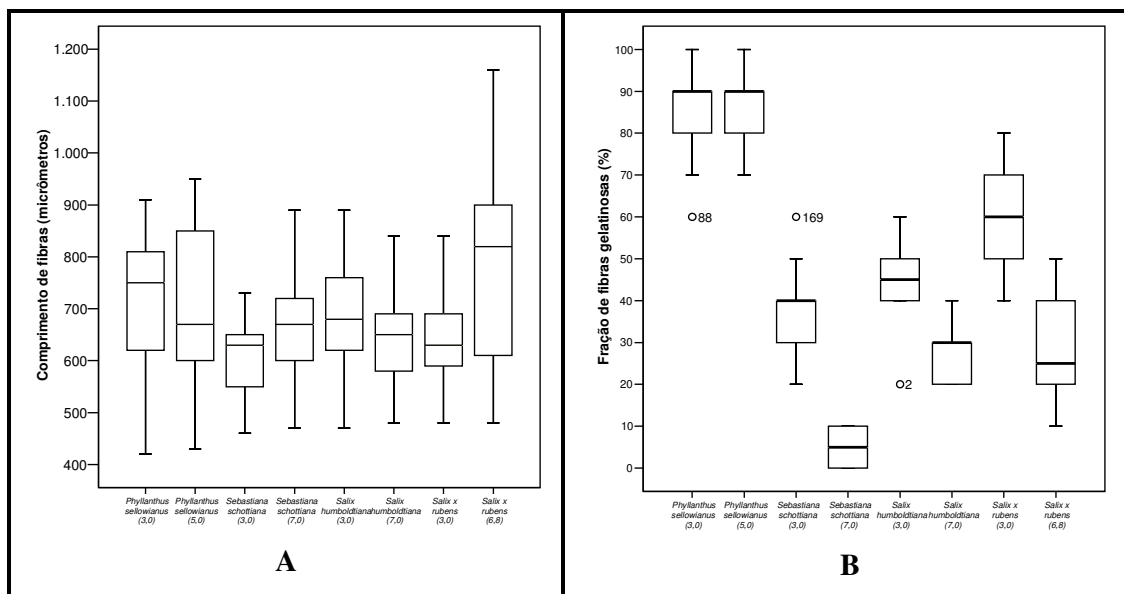 Comprimento de fibras (micrômetros)
1.200
1.100
1.000
900
800
700
600
500
400
Phyllanthus sellowianus (3,0)
Phyllanthus sellowianus (5,0)
Sebastiana schottiana (3,0)
Sebastiana schottiana (7,0)
Salix humboldtiana (3,0)
Salix humboldtiana (7,0)
Salix x rubens (3,0)
Salix x rubens (6,8)
A
Fração de fibras gelatinosas (%)
100
90
80
70
60
50
40
30
20
10
0
88
169
2
Phyllanthus sellowianus (3,0)
Phyllanthus sellowianus (5,0)
Sebastiana schottiana (3,0)
Sebastiana schottiana (7,0)
Salix humboldtiana (3,0)
Salix humboldtiana (7,0)
Salix x rubens (3,0)
Salix x rubens (6,8)
B